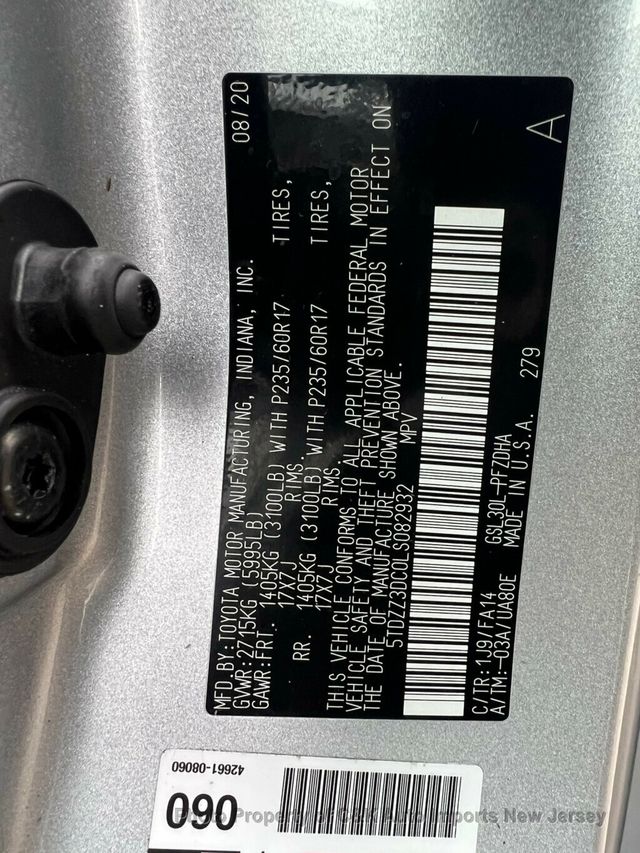 MFD.BY:TOYOTA MOTOR MANUFACTURING, INDIANA, INC. 08/20
GVWR:2715KG (5995LB)
GAWR:FRT. 1405KG (3100LB) WITH P235/60R17 TIRES,
17X7J RIMS.
RR. 1405KG (3100LB) WITH P235/60R17 TIRES,
17X7J RIMS.
THIS VEHICLE CONFORMS TO ALL APPLICABLE FEDERAL MOTOR
VEHICLE SAFETY AND THEFT PREVENTION STANDARDS IN EFFECT ON
THE DATE OF MANUFACTURE SHOWN ABOVE.
5TDZZ3DC0LS082932 MPV
C/TR:1J9/FA14 GSL30L-PFZDHA A
A/TM:-03A/UA80E MADE IN U.S.A. 279
42661-08060
060
Photo Property of C&K Auto Imports New Jersey